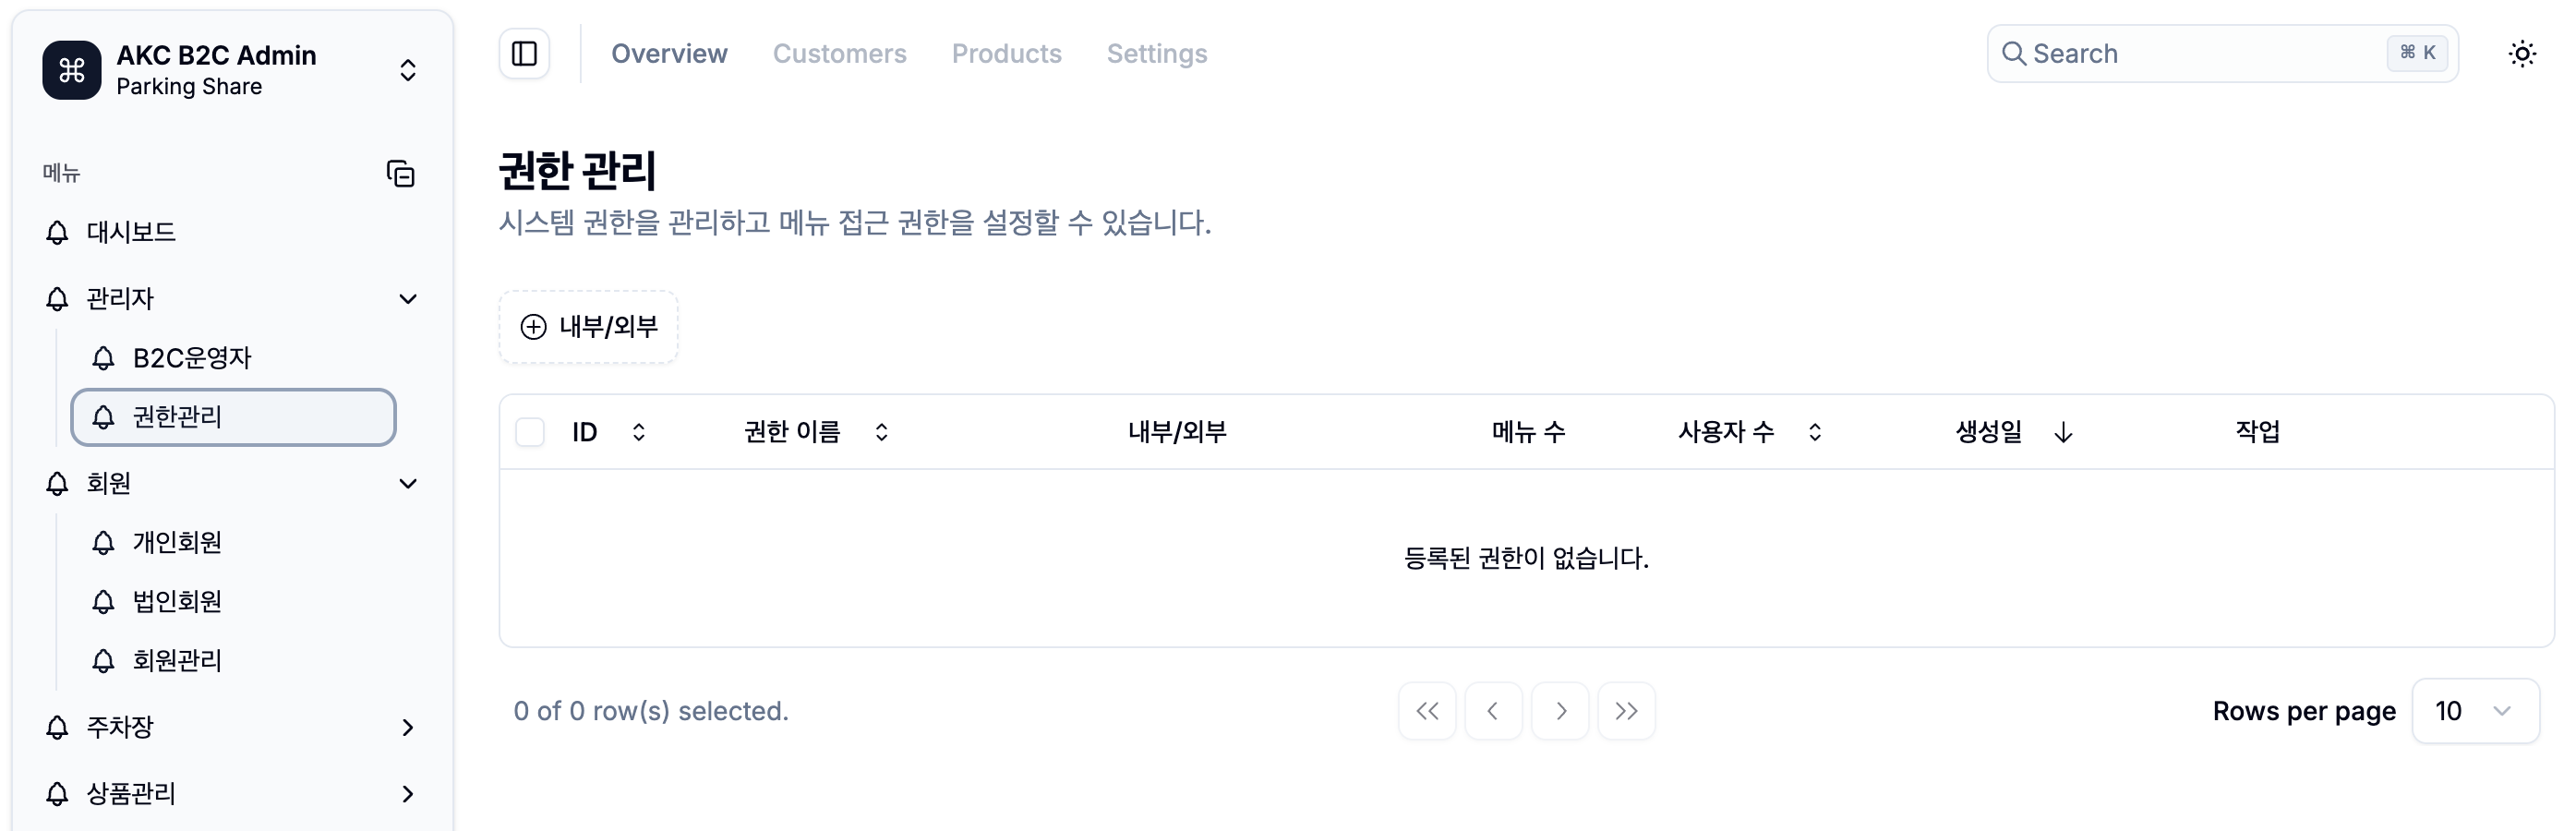 AKC B2C Admin
Parking Share
메뉴
대시보드
관리자
B2C운영자
권한관리
회원
개인회원
법인회원
회원관리
주차장
상품관리
Overview Customers Products Settings
Search ⌘ K
권한 관리
시스템 권한을 관리하고 메뉴 접근 권한을 설정할 수 있습니다.
내부/외부
ID 권한 이름 내부/외부 메뉴 수 사용자 수 생성일 작업
등록된 권한이 없습니다.
0 of 0 row(s) selected.
Rows per page 10